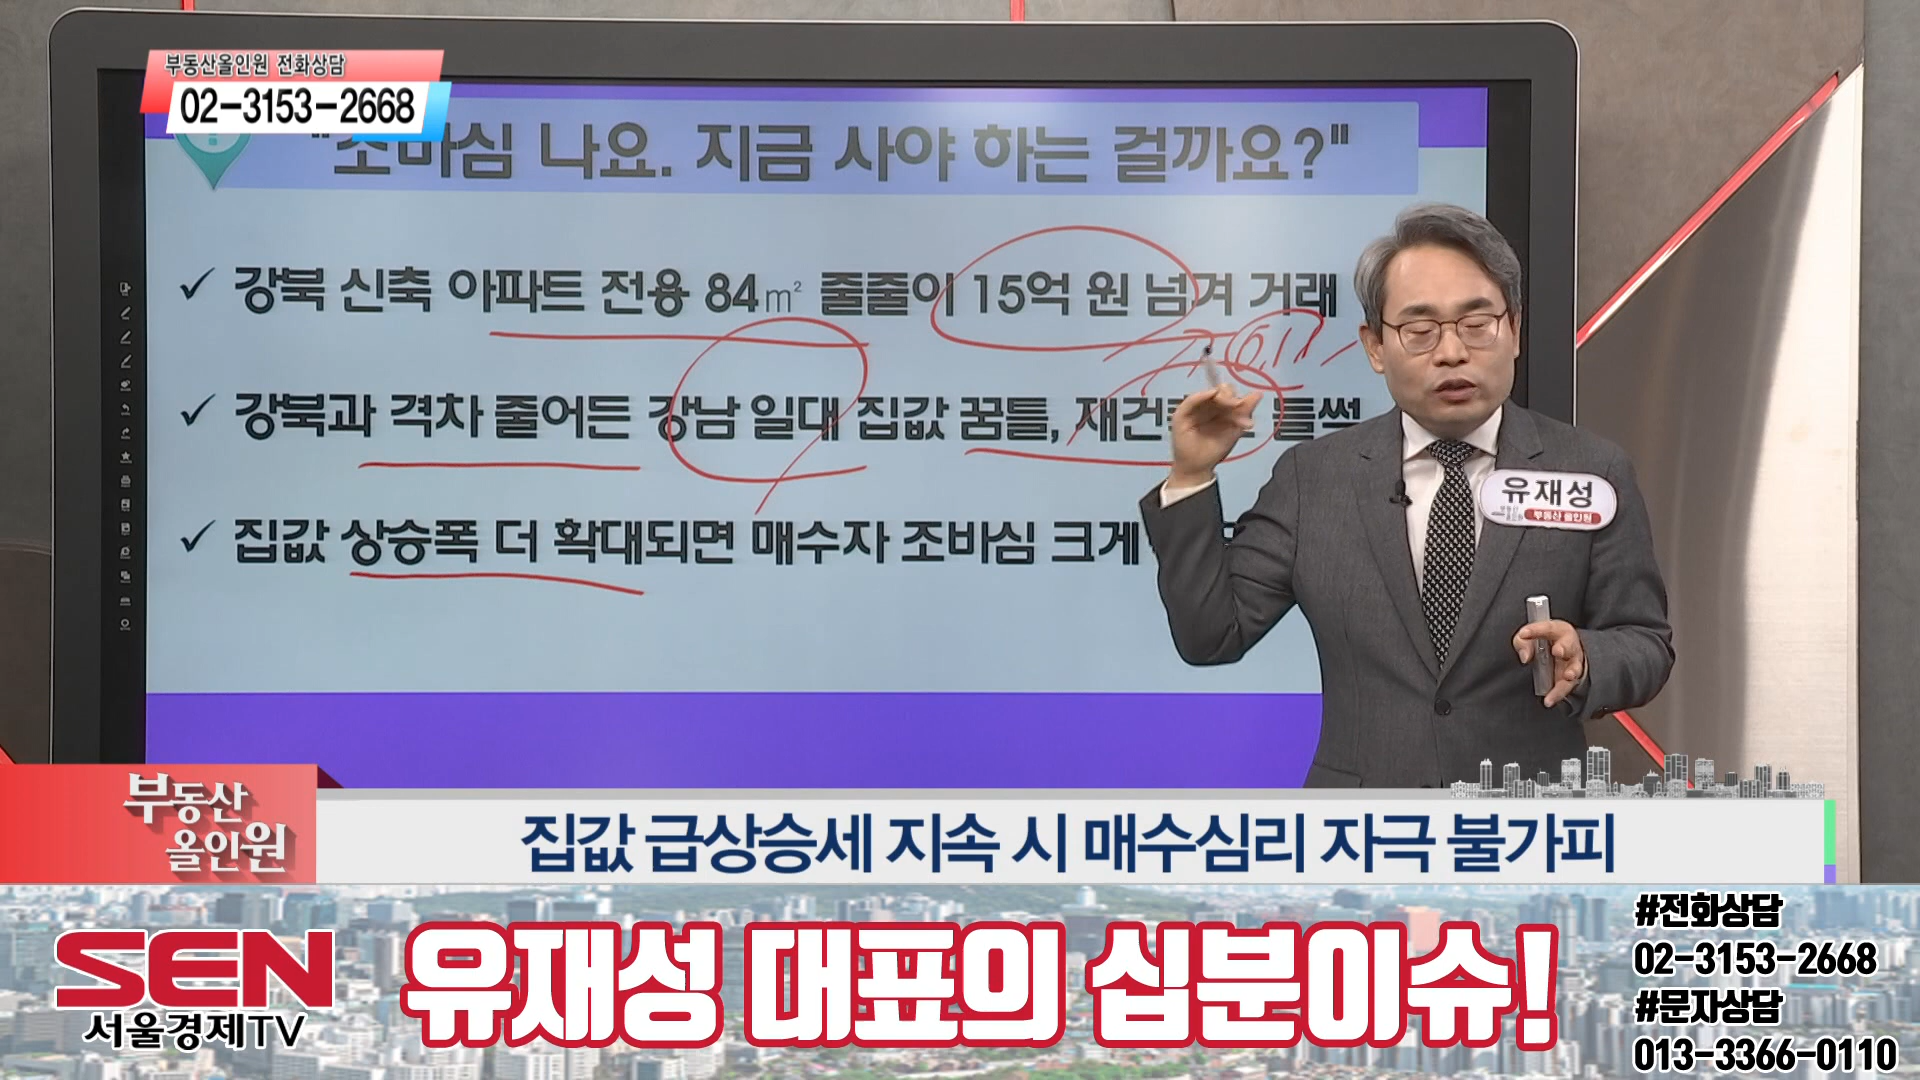 부동산올인원 전화상담
02-3153-2668
"조바심 나요. 지금 사야 하는 걸까요?"
✓ 강북 신축 아파트 전용 84㎡ 줄줄이 15억 원 넘겨 거래
✓ 강북과 격차 줄어든 강남 일대 집값 꿈틀, 재건축도 들썩
✓ 집값 상승폭 더 확대되면 매수자 조바심 크게
유재성
부동산 올인원
부동산
올인원
집값 급상승세 지속 시 매수심리 자극 불가피
SEN
서울경제TV
유재성 대표의 십분이슈!
#전화상담
02-3153-2668
#문자상담
013-3366-0110